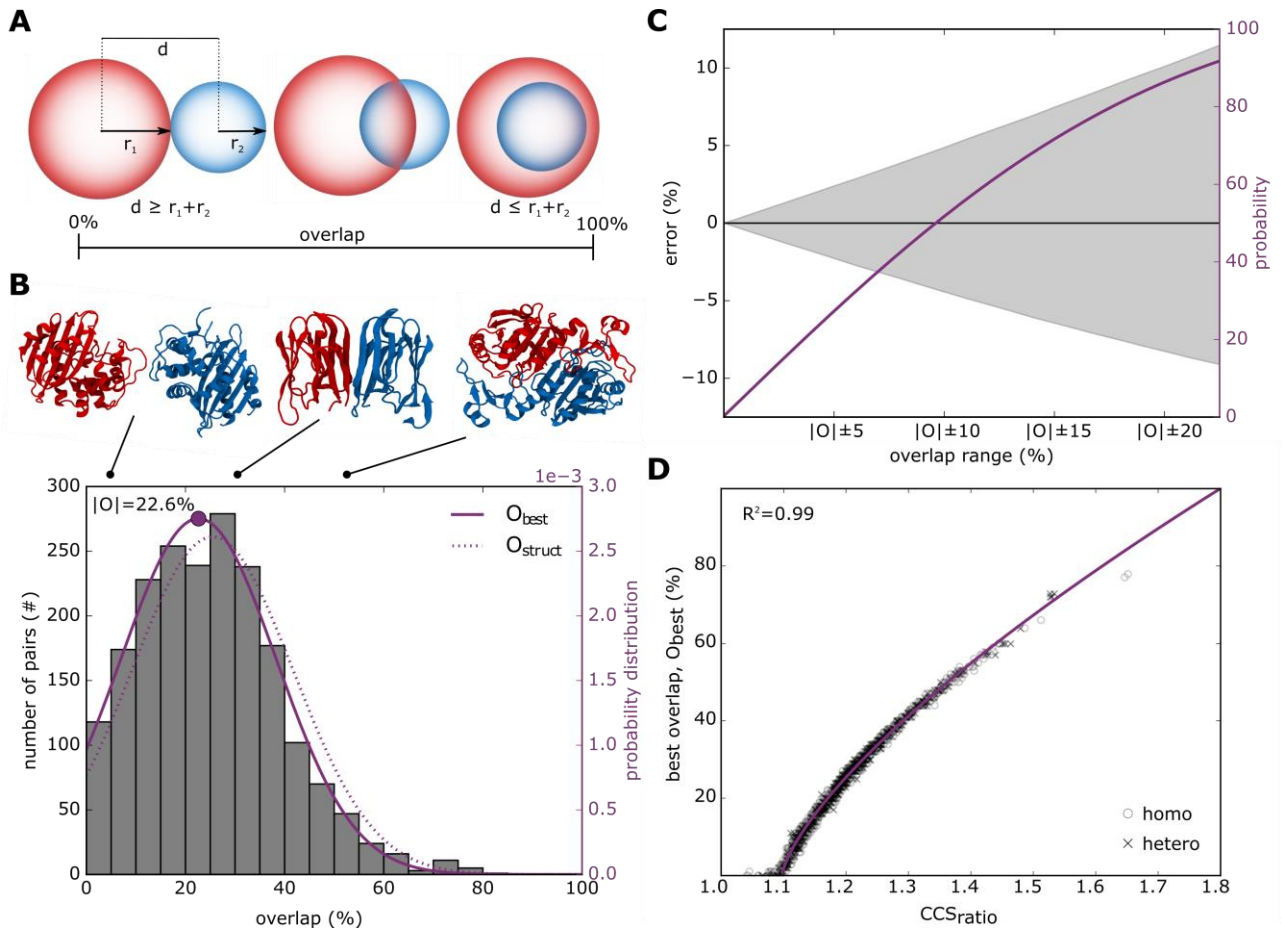 A
d
r1
r2
d ≥ r1+r2
d ≤ r1+r2
0%
100%
overlap
B
300
250
200
150
100
50
0
number of pairs (#)
|O|=22.6%
Obest
Ostruct
1e−3
3.0
2.5
2.0
1.5
1.0
0.5
0.0
probability distribution
0
20
40
60
80
100
overlap (%)
C
10
5
0
−5
−10
error (%)
100
80
60
40
20
0
probability
|O|±5
|O|±10
|O|±15
|O|±20
overlap range (%)
D
R²=0.99
80
60
40
20
best overlap, Obest (%)
homo
hetero
1.0
1.2
1.2
1.3
1.4
1.5
1.6
1.7
1.8
CCSratio